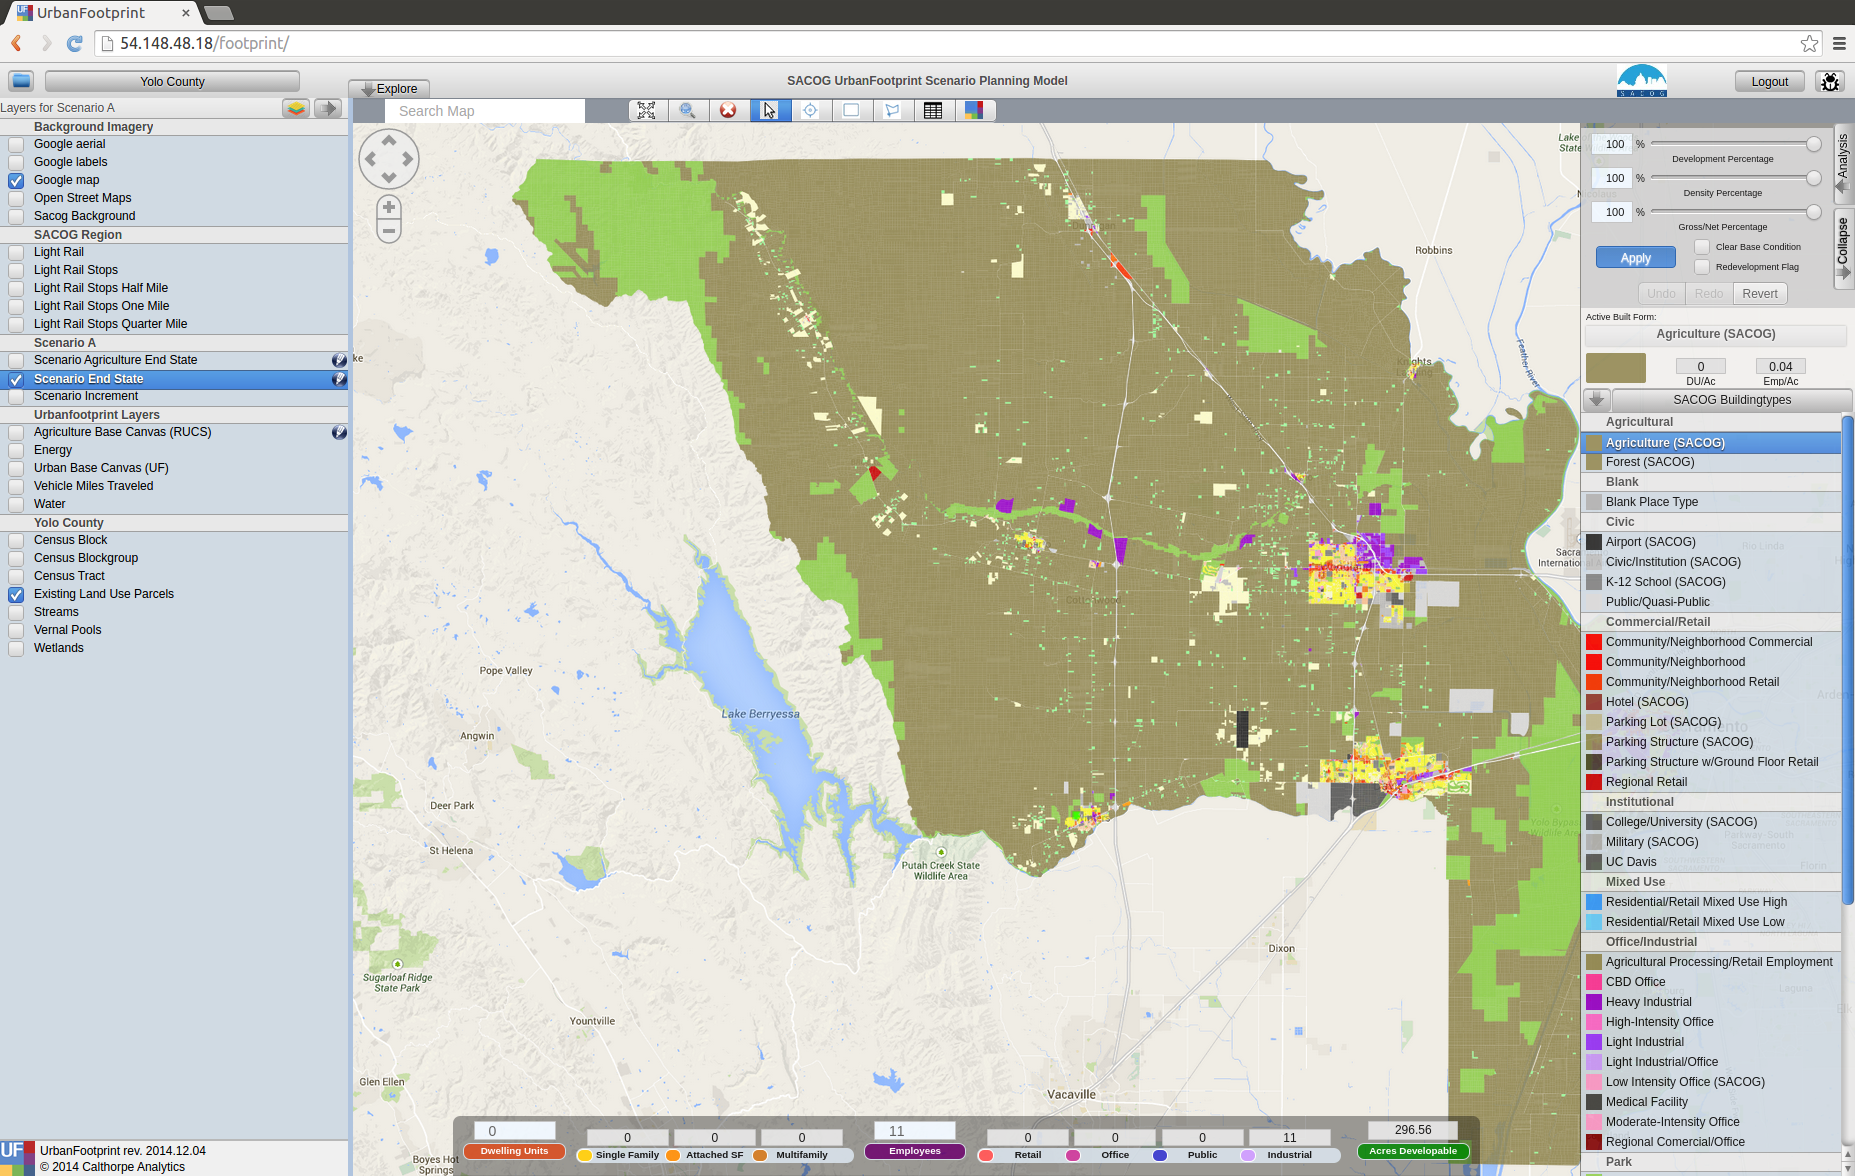 UrbanFootprint
54.148.48.18/footprint/
Yolo County
Explore
SACOG UrbanFootprint Scenario Planning Model
SACOG
Logout
Layers for Scenario A
Search Map
Background Imagery
Google aerial
Google labels
Google map
Open Street Maps
Sacog Background
SACOG Region
Light Rail
Light Rail Stops
Light Rail Stops Half Mile
Light Rail Stops One Mile
Light Rail Stops Quarter Mile
Scenario A
Scenario Agriculture End State
Scenario End State
Scenario Increment
Urbanfootprint Layers
Agriculture Base Canvas (RUCS)
Energy
Urban Base Canvas (UF)
Vehicle Miles Traveled
Water
Yolo County
Census Block
Census Blockgroup
Census Tract
Existing Land Use Parcels
Streams
Vernal Pools
Wetlands
UF
UrbanFootprint rev. 2014.12.04
© 2014 Calthorpe Analytics
Robbins
Feather River
Knights
Pope Valley
Lake Berryessa
Angwin
Deer Park
St Helena
Putah Creek State
Wildlife Area
Sugarloaf Ridge
State Park
Yountville
Glen Ellen
Boyes Hot
Springs
Dixon
Vacaville
Sacra
International
Rio Linda
100 %
Development Percentage
100 %
Density Percentage
100 %
Gross/Net Percentage
Analysis
Collapse
Apply
Clear Base Condition
Redevelopment Flag
Undo
Redo
Revert
Active Built Form:
Agriculture (SACOG)
0
DU/Ac
0.04
Emp/Ac
SACOG Buildingtypes
Agricultural
Agriculture (SACOG)
Forest (SACOG)
Blank
Blank Place Type
Civic
Airport (SACOG)
Civic/Institution (SACOG)
K-12 School (SACOG)
Public/Quasi-Public
Commercial/Retail
Community/Neighborhood Commercial
Community/Neighborhood
Community/Neighborhood Retail
Hotel (SACOG)
Parking Lot (SACOG)
Parking Structure (SACOG)
Parking Structure w/Ground Floor Retail
Regional Retail
Institutional
College/University (SACOG)
Military (SACOG)
UC Davis
Mixed Use
Residential/Retail Mixed Use High
Residential/Retail Mixed Use Low
Office/Industrial
Agricultural Processing/Retail Employment
CBD Office
Heavy Industrial
High-Intensity Office
Light Industrial
Light Industrial/Office
Low Intensity Office (SACOG)
Medical Facility
Moderate-Intensity Office
Regional Comercial/Office
Park
0
Dwelling Units
0
Single Family
0
Attached SF
0
Multifamily
11
Employees
0
Retail
0
Office
0
Public
11
Industrial
296.56
Acres Developable